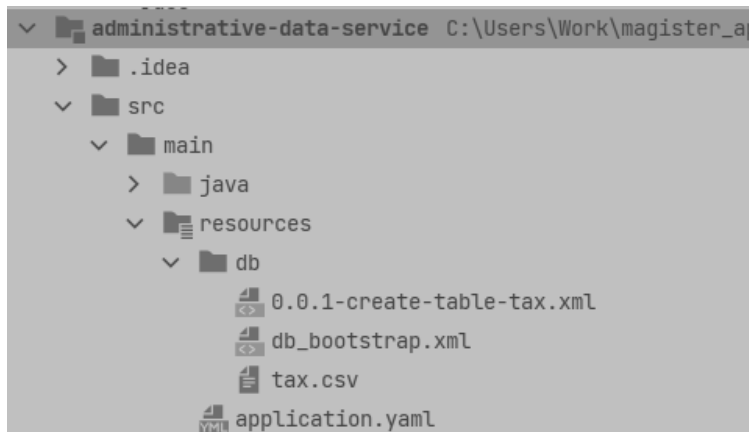 administrative-data-service C:\Users\Work\magister_ap
.idea
src
main
java
resources
db
0.0.1-create-table-tax.xml
db_bootstrap.xml
tax.csv
application.yaml